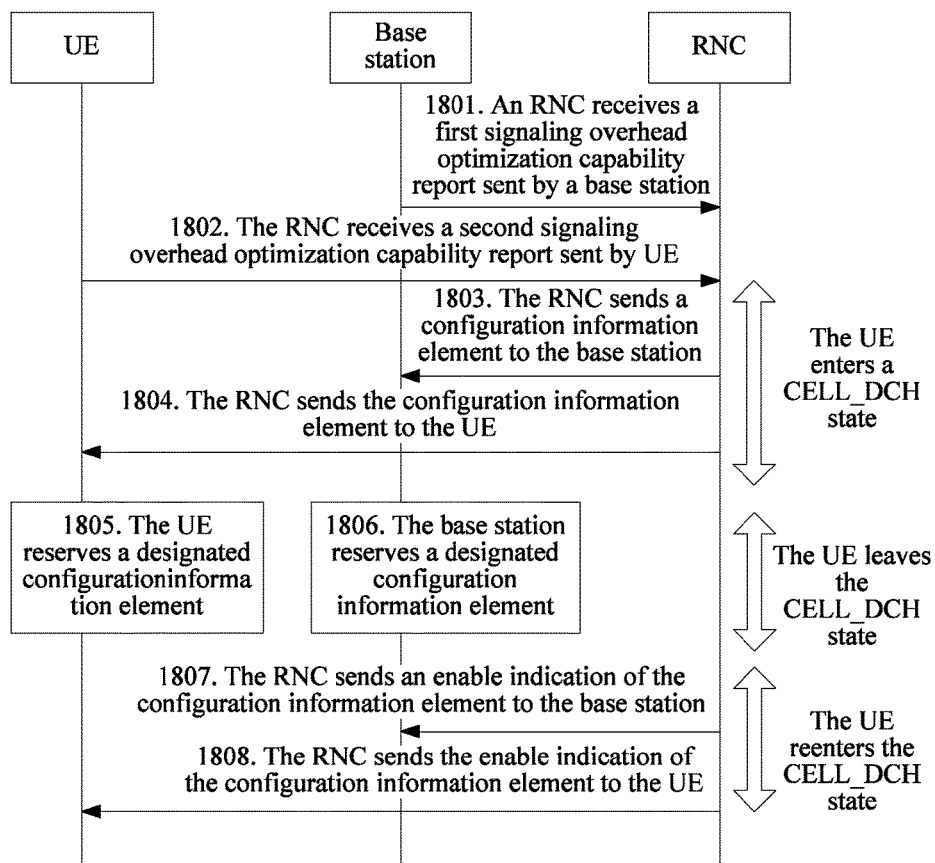 UE
Base
station
RNC
1801. An RNC receives a
first signaling overhead
optimization capability
report sent by a base station
1802. The RNC receives a second signaling
overhead optimization capability report sent by UE
1803. The RNC sends a
configuration information
element to the base station
1804. The RNC sends the configuration information
element to the UE
The UE
enters a
CELL_DCH
state
1805. The UE
reserves a designated
configurationinforma
tion element
1806. The base station
reserves a designated
configuration
information element
The UE leaves
the
CELL_DCH
state
1807. The RNC sends an enable indication of the
configuration information element to the base station
1808. The RNC sends the enable indication of
the configuration information element to the UE
The UE
reenters the
CELL_DCH
state